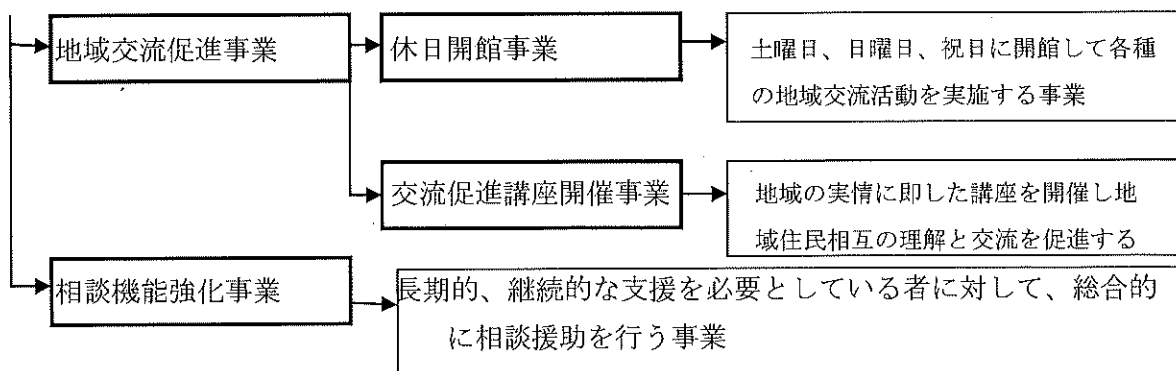 地域交流促進事業
休日開館事業
土曜日、日曜日、祝日に開館して各種
の地域交流活動を実施する事業
交流促進講座開催事業
地域の実情に即した講座を開催し地
域住民相互の理解と交流を促進する
相談機能強化事業
長期的、継続的な支援を必要としている者に対して、総合的
に相談援助を行う事業